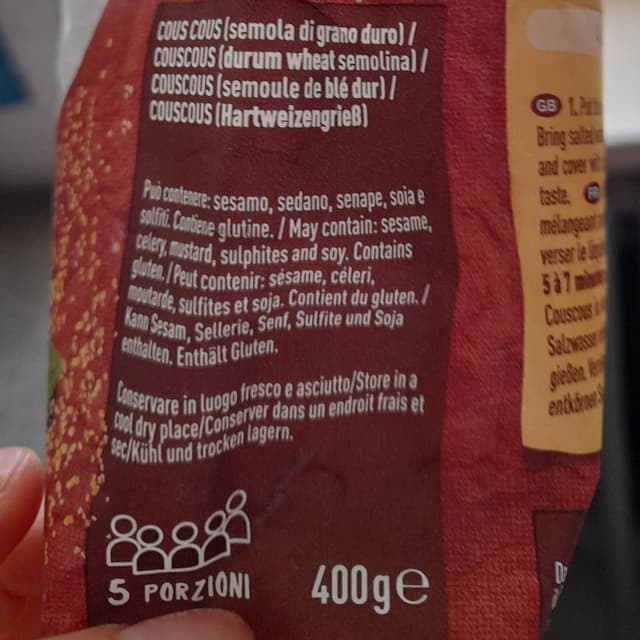 COUS COUS (semola di grano duro) /
COUSCOUS (durum wheat semolina) /
COUSCOUS (semoule de blé dur) /
COUSCOUS (Hartweizengrieß)
Può contenere: sesamo, sedano, senape, soia e
solfiti. Contiene glutine. / May contain: sesame,
celery, mustard, sulphites and soy. Contains
gluten. / Peut contenir: sésame, céleri,
moutarde, sulfites et soja. Contient du gluten. /
Kann Sesam, Sellerie, Senf, Sulfite und Soja
enthalten. Enthält Gluten.
Conservare in luogo fresco e asciutto/Store in a
cool dry place/Conserver dans un endroit frais et
sec/Kühl und trocken lagern.
5 PORZIONI
400g℮
GB 1.
Bring salted
and cover
taste. FR
mélangeant
verser le
5 à 7
Couscous
Salzwasser
gießen.
entkörnen